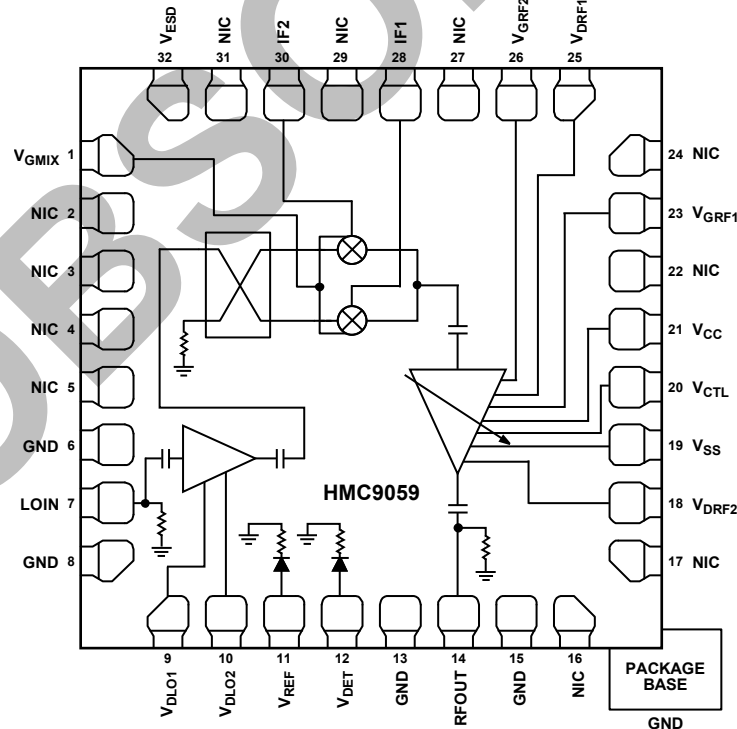 VESD
32
NIC
31
IF2
30
NIC
29
IF1
28
NIC
27
VGRF2
26
VDRF1
25
VGMIX 1
NIC 2
NIC 3
NIC 4
NIC 5
GND 6
LOIN 7
GND 8
24 NIC
23 VGRF1
22 NIC
21 VCC
20 VCTL
19 VSS
18 VDRF2
17 NIC
HMC9059
9
VDLO1
10
VDLO2
11
VREF
12
VDET
13
GND
14
RFOUT
15
GND
16
NIC
PACKAGE
BASE
GND
OBSO